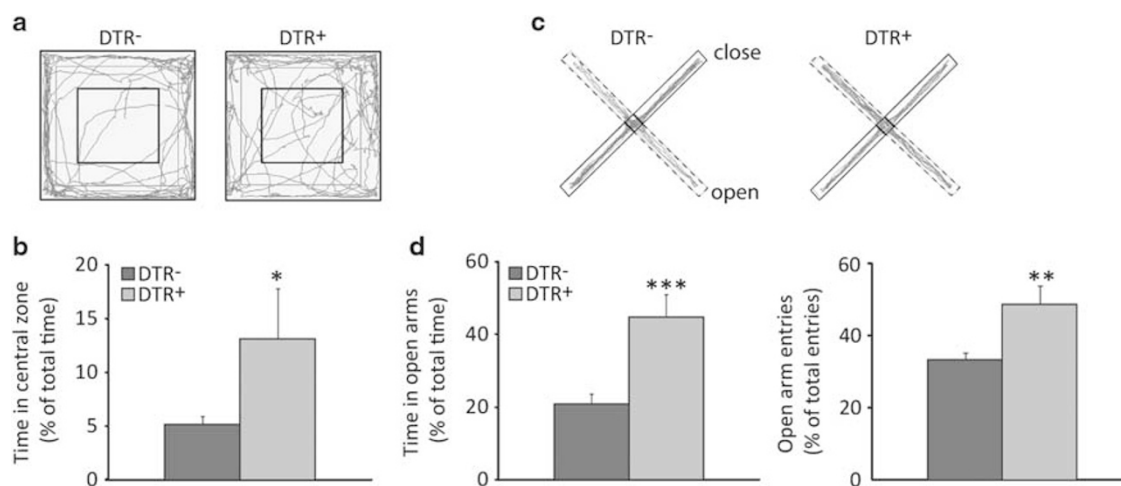 a
DTR-
DTR+
c
DTR-
close
open
DTR+
b
Time in central zone
(% of total time)
20
15
10
5
0
DTR-
DTR+
*
d
Time in open arms
(% of total time)
60
40
20
0
DTR-
DTR+
***
Open arm entries
(% of total entries)
60
40
20
0
**